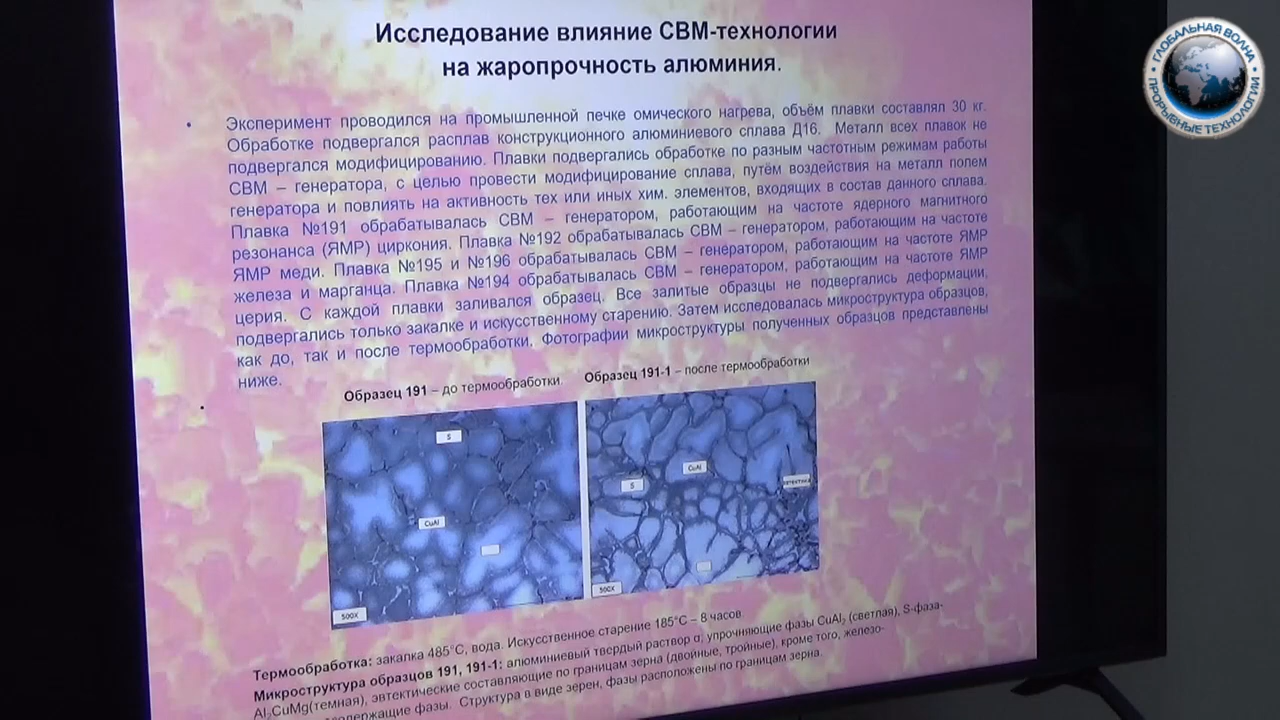 Исследование влияние СВМ-технологии
на жаропрочность алюминия.
ГЛОБАЛЬНАЯ ВОЛНА
ПРОРЫВНЫЕ ТЕХНОЛОГИИ
• Эксперимент проводился на промышленной печке омического нагрева, объём плавки составлял 30 кг.
Обработке подвергался расплав конструкционного алюминиевого сплава Д16. Металл всех плавок не
подвергался модифицированию. Плавки подвергались обработке по разным частотным режимам работы
СВМ – генератора, с целью провести модифицирование сплава, путём воздействия на металл полем
генератора и повлиять на активность тех или иных хим. элементов, входящих в состав данного сплава.
Плавка №191 обрабатывалась СВМ – генератором, работающим на частоте ядерного магнитного
резонанса (ЯМР) циркония. Плавка №192 обрабатывалась СВМ – генератором, работающим на частоте
ЯМР меди. Плавка №195 и №196 обрабатывалась СВМ – генератором, работающим на частоте ЯМР
железа и марганца. Плавка №194 обрабатывалась СВМ – генератором, работающим на частоте ЯМР
церия. С каждой плавки заливался образец. Все залитые образцы не подвергались деформации,
подвергались только закалке и искусственному старению. Затем исследовалась микроструктура образцов,
как до, так и после термообработки. Фотографии микроструктуры полученных образцов представлены
ниже.
Образец 191 – до термообработки Образец 191-1 – после термообработки
S
CuAl
500X
CuAl
S
эвтектика
500X
Термообработка: закалка 485°С, вода. Искусственное старение 185°С – 8 часов.
Микроструктура образцов 191, 191-1: алюминиевый твердый раствор α, упрочняющие фазы CuAl₂ (светлая), S-фаза-
Al₂CuMg(темная), эвтектические составляющие по границам зерна (двойные, тройные), кроме того, железо-
содержащие фазы. Структура в виде зерен, фазы расположены по границам зерна.